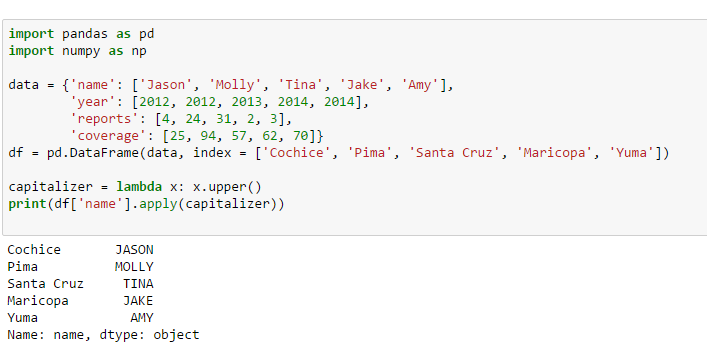 import pandas as pd
import numpy as np
data = {'name': ['Jason', 'Molly', 'Tina', 'Jake', 'Amy'],
'year': [2012, 2012, 2013, 2014, 2014],
'reports': [4, 24, 31, 2, 3],
'coverage': [25, 94, 57, 62, 70]}
df = pd.DataFrame(data, index = ['Cochice', 'Pima', 'Santa Cruz', 'Maricopa', 'Yuma'])
capitalizer = lambda x: x.upper()
print(df['name'].apply(capitalizer))
Cochice JASON
Pima MOLLY
Santa Cruz TINA
Maricopa JAKE
Yuma AMY
Name: name, dtype: object